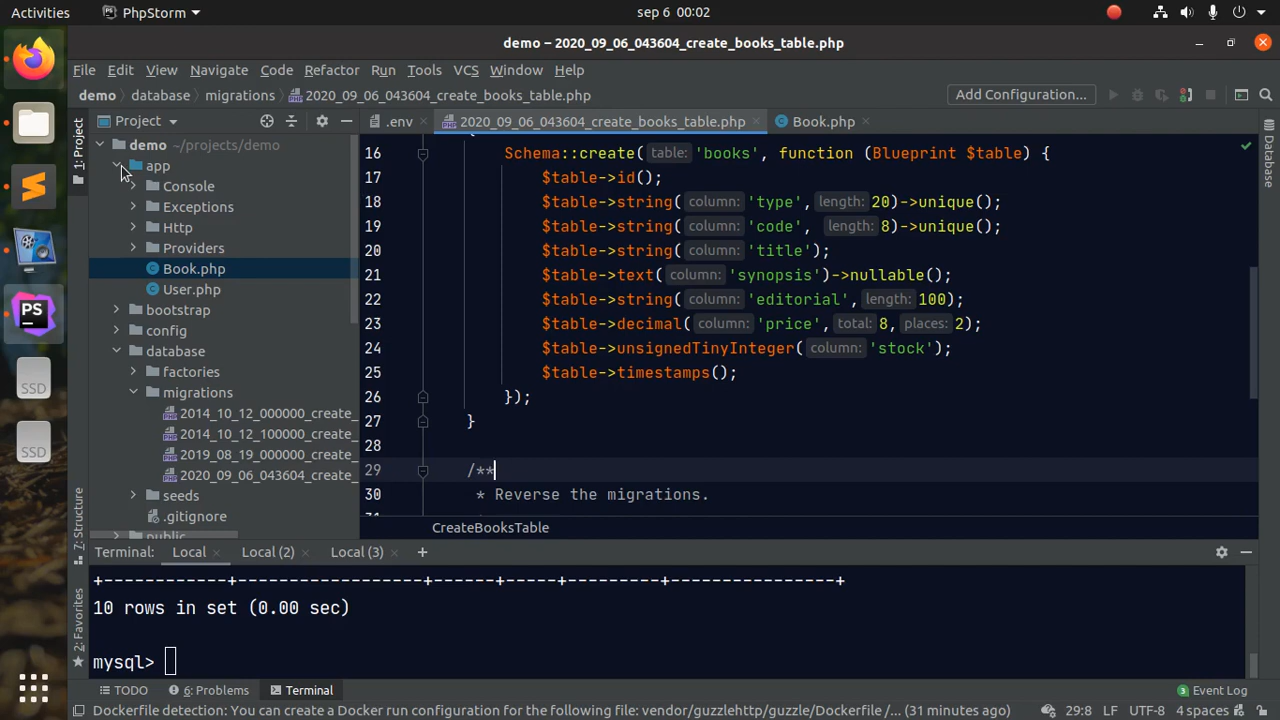 Activities
PhpStorm
sep 6 00:02
demo – 2020_09_06_043604_create_books_table.php
File Edit View Navigate Code Refactor Run Tools VCS Window Help
demo database migrations 2020_09_06_043604_create_books_table.php
Add Configuration...
1: Project
Project
demo ~/projects/demo
app
Console
Exceptions
Http
Providers
Book.php
User.php
bootstrap
config
database
factories
migrations
2014_10_12_000000_create_
2014_10_12_100000_create_
2019_08_19_000000_create_
2020_09_06_043604_create_
seeds
.gitignore
public
.env
2020_09_06_043604_create_books_table.php
Book.php
16 Schema::create( table: 'books', function (Blueprint $table) {
17 $table->id();
18 $table->string( column: 'type', length: 20)->unique();
19 $table->string( column: 'code', length: 8)->unique();
20 $table->string( column: 'title');
21 $table->text( column: 'synopsis')->nullable();
22 $table->string( column: 'editorial', length: 100);
23 $table->decimal( column: 'price', total: 8, places: 2);
24 $table->unsignedTinyInteger( column: 'stock');
25 $table->timestamps();
26 });
27 }
28
29 /**
30 * Reverse the migrations.
31 *
CreateBooksTable
Database
Z: Structure
2: Favorites
Terminal: Local Local (2) Local (3) +
+------------+-----------------+------+-----+---------+----------------+
10 rows in set (0.00 sec)
mysql>
TODO
6: Problems
Terminal
3 Event Log
Dockerfile detection: You can create a Docker run configuration for the following: vendor/guzzlehttp/guzzle/Dockerfile /... (31 minutes ago)
29:8 LF UTF-8 4 spaces
PS
SSD
SSD